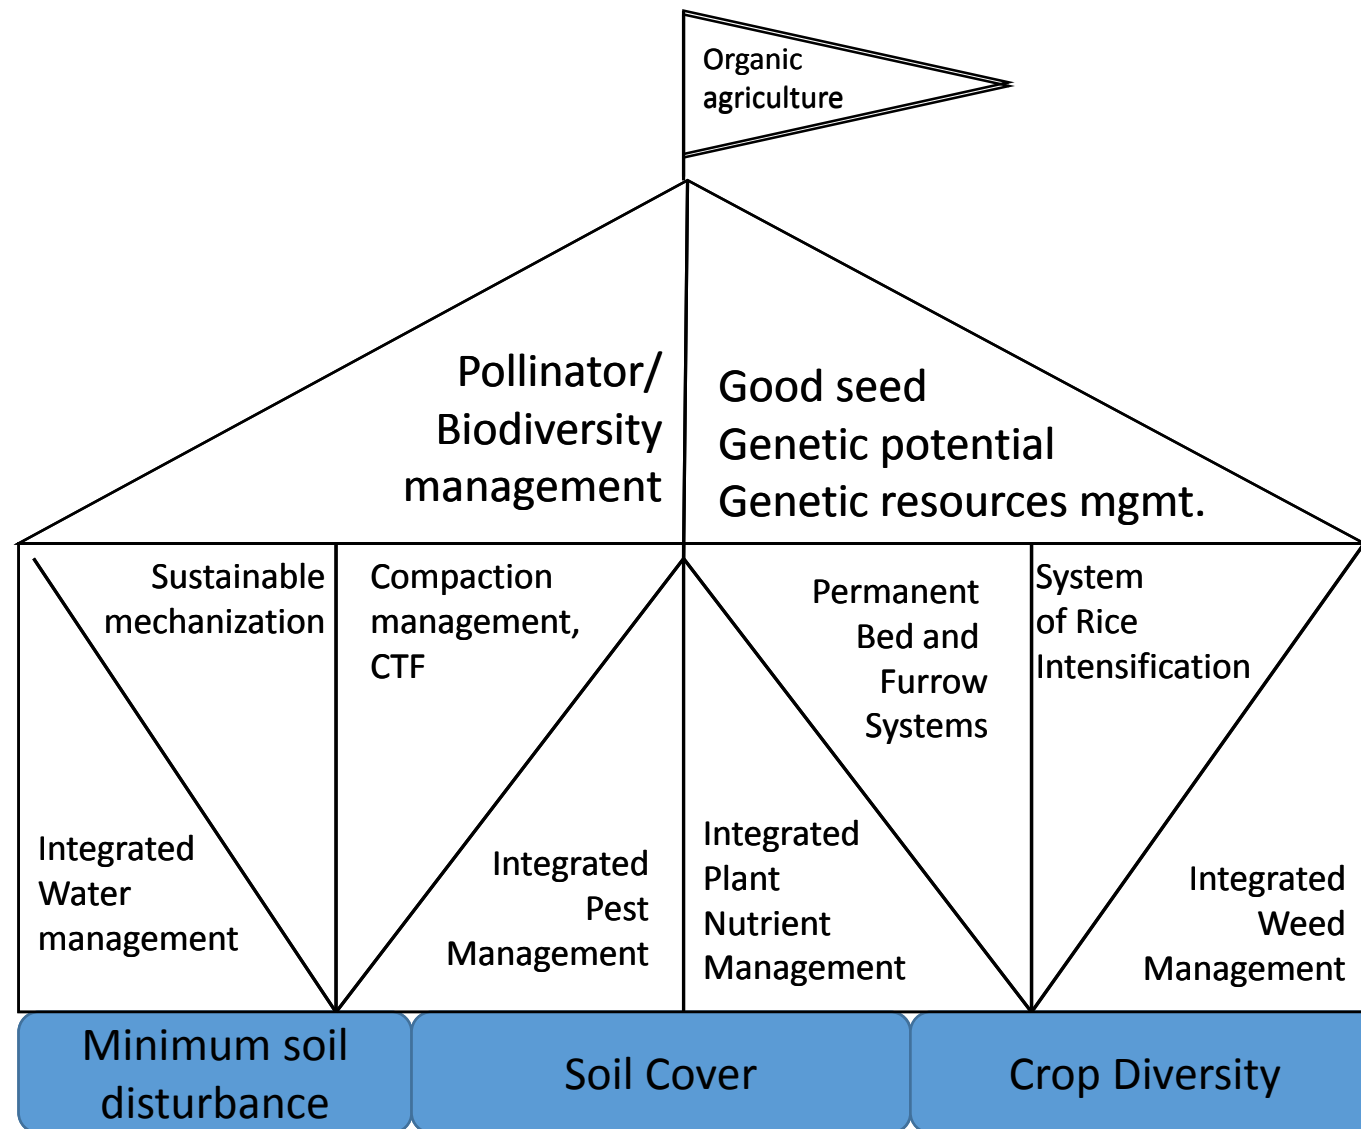 Organic
agriculture
Pollinator/
Biodiversity
management
Good seed
Genetic potential
Genetic resources mgmt.
Sustainable
mechanization
Compaction
management,
CTF
Permanent
Bed and
Furrow
Systems
System
of Rice
Intensification
Integrated
Water
management
Integrated
Pest
Management
Integrated
Plant
Nutrient
Management
Integrated
Weed
Management
Minimum soil
disturbance
Soil Cover
Crop Diversity